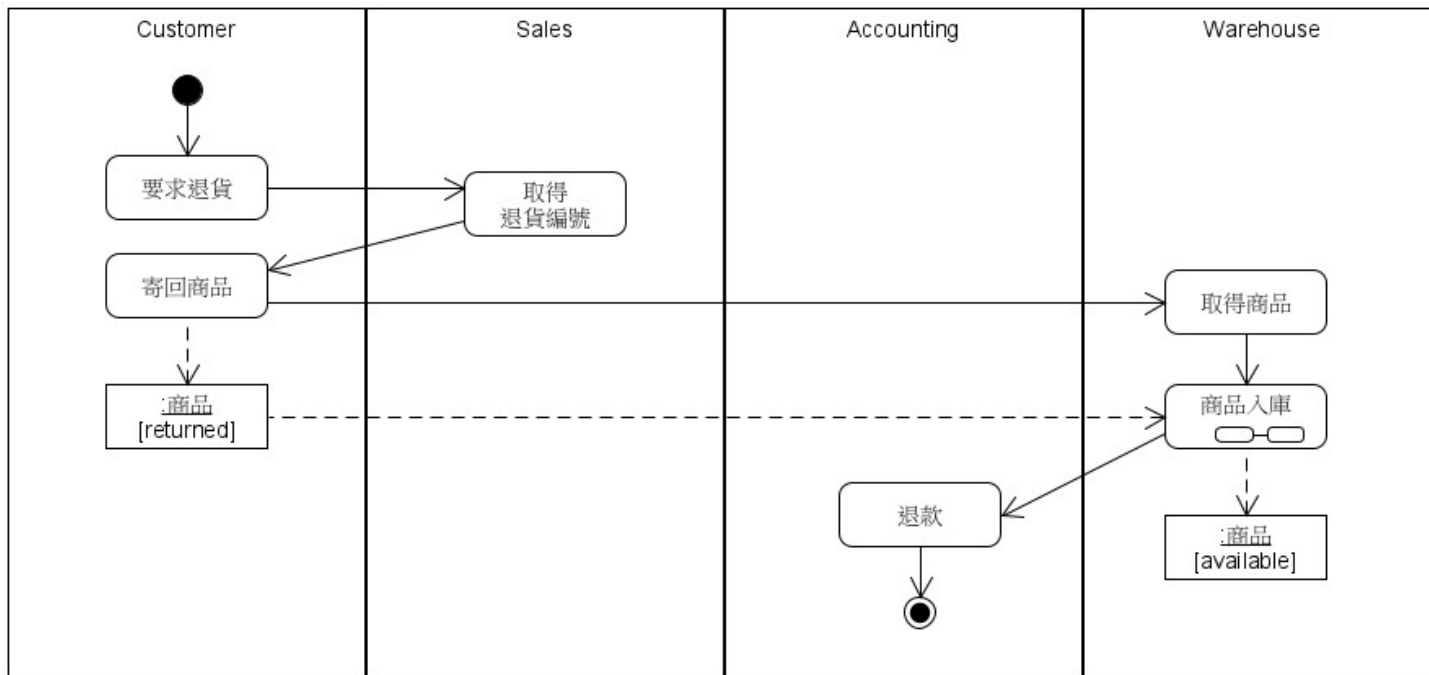 Customer
Sales
Accounting
Warehouse
要求退貨
取得
退貨編號
寄回商品
取得商品
:商品
[returned]
商品入庫
退款
:商品
[available]